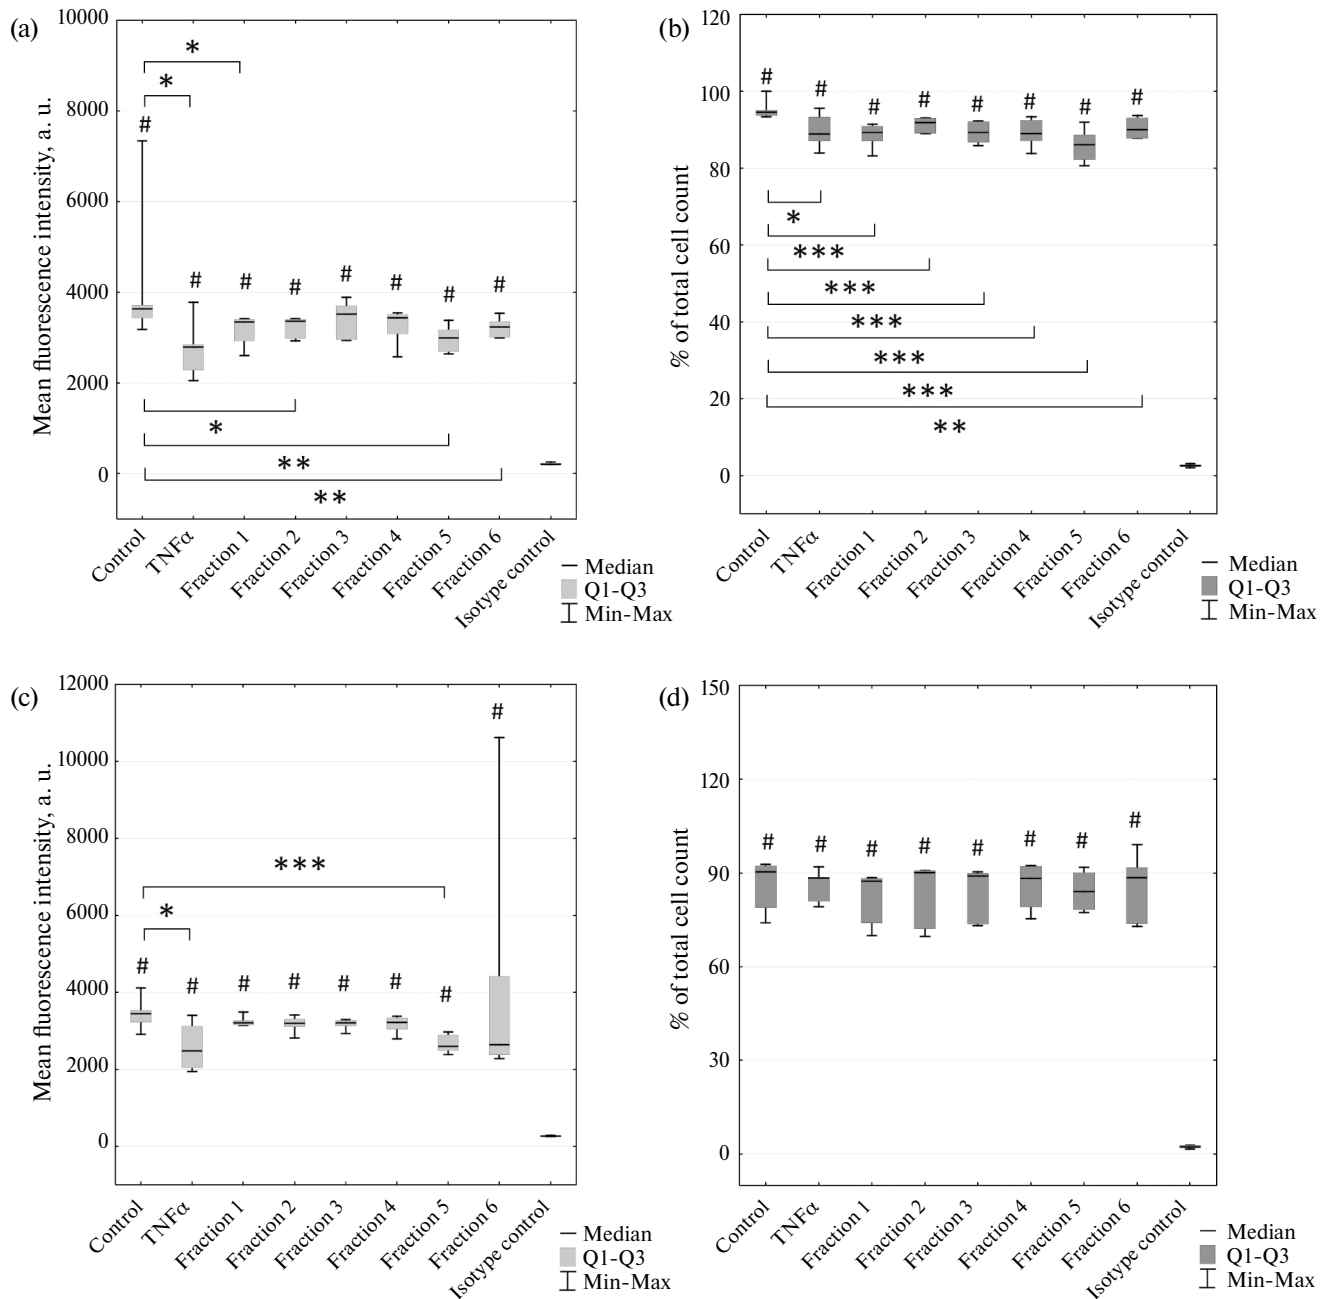 (a)
Mean fluorescence intensity, a. u.
10000
8000
6000
4000
2000
0
*
*
#
# # # # # # #
*
**
**
Control
TNFα
Fraction 1
Fraction 2
Fraction 3
Fraction 4
Fraction 5
Fraction 6
Isotype control
Median
Q1-Q3
Min-Max
(b)
% of total cell count
120
100
80
60
40
20
0
# # # # # # # #
*
***
***
***
***
***
**
Control
TNFα
Fraction 1
Fraction 2
Fraction 3
Fraction 4
Fraction 5
Fraction 6
Isotype control
Median
Q1-Q3
Min-Max
(c)
Mean fluorescence intensity, a. u.
12000
10000
8000
6000
4000
2000
0
#
***
*
# # # # # # #
Control
TNFα
Fraction 1
Fraction 2
Fraction 3
Fraction 4
Fraction 5
Fraction 6
Isotype control
Median
Q1-Q3
Min-Max
(d)
% of total cell count
150
120
90
60
30
0
# # # # # # # #
Control
TNFα
Fraction 1
Fraction 2
Fraction 3
Fraction 4
Fraction 5
Fraction 6
Isotype control
Median
Q1-Q3
Min-Max